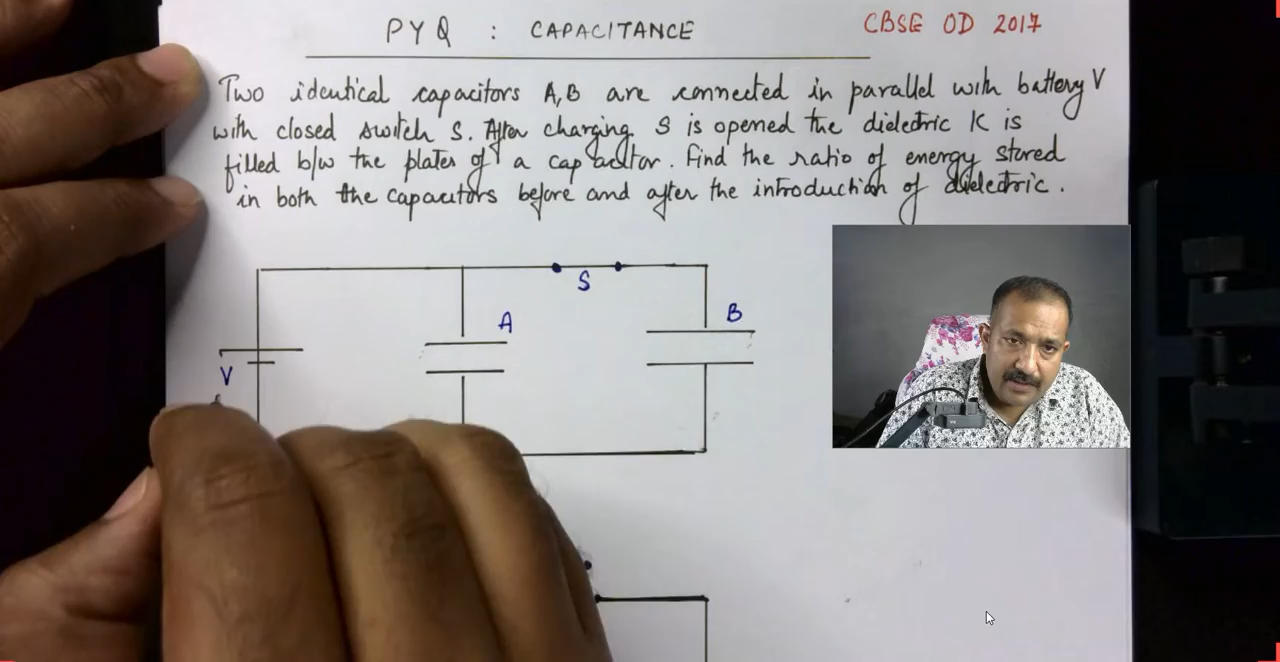 PYQ : CAPACITANCE CBSE OD 2017
Two identical capacitors A, B are connected in parallel with battery V
with closed switch S. After charging S is opened the dielectric K is
filled b/w the plates of a capacitor. Find the ratio of energy stored
in both the capacitors before and after the introduction of dielectric.
S
A
B
V